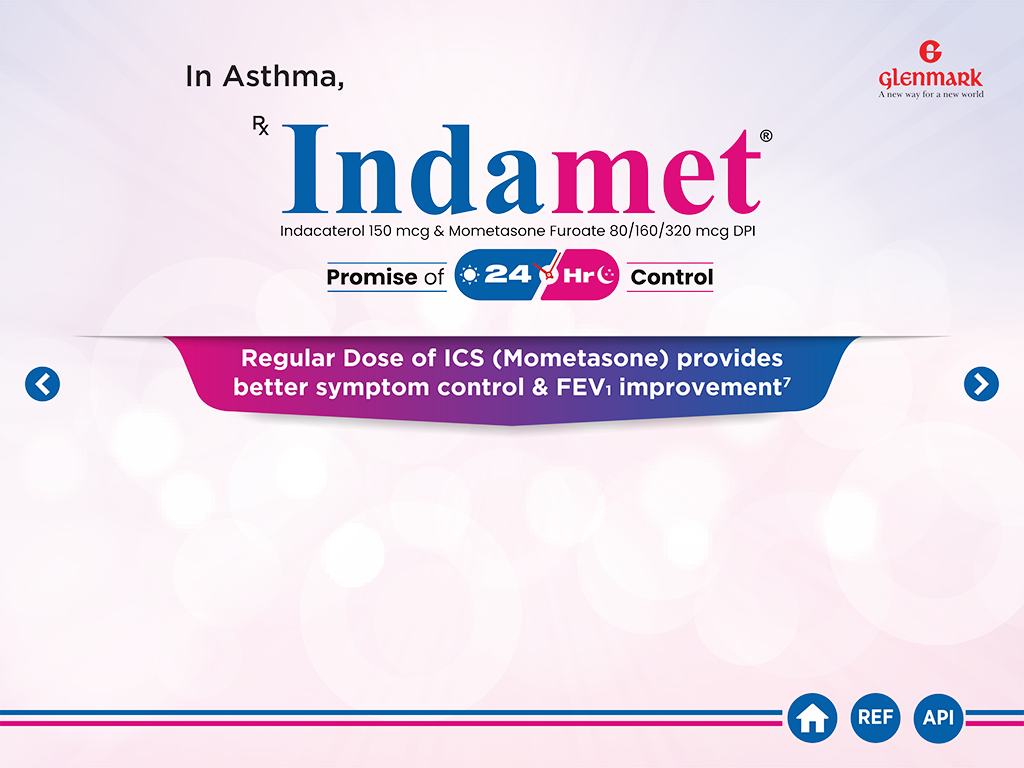 In Asthma,
GLENMARK
A new way for a new world
Rx Indamet®
Indacaterol 150 mcg & Mometasone Furoate 80/160/320 mcg DPI
Promise of 24 Hr Control
Regular Dose of ICS (Mometasone) provides
better symptom control & FEV₁ improvement⁷
REF
API